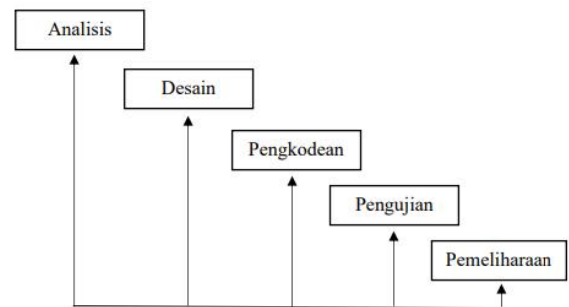 Analisis
Desain
Pengkodean
Pengujian
Pemeliharaan